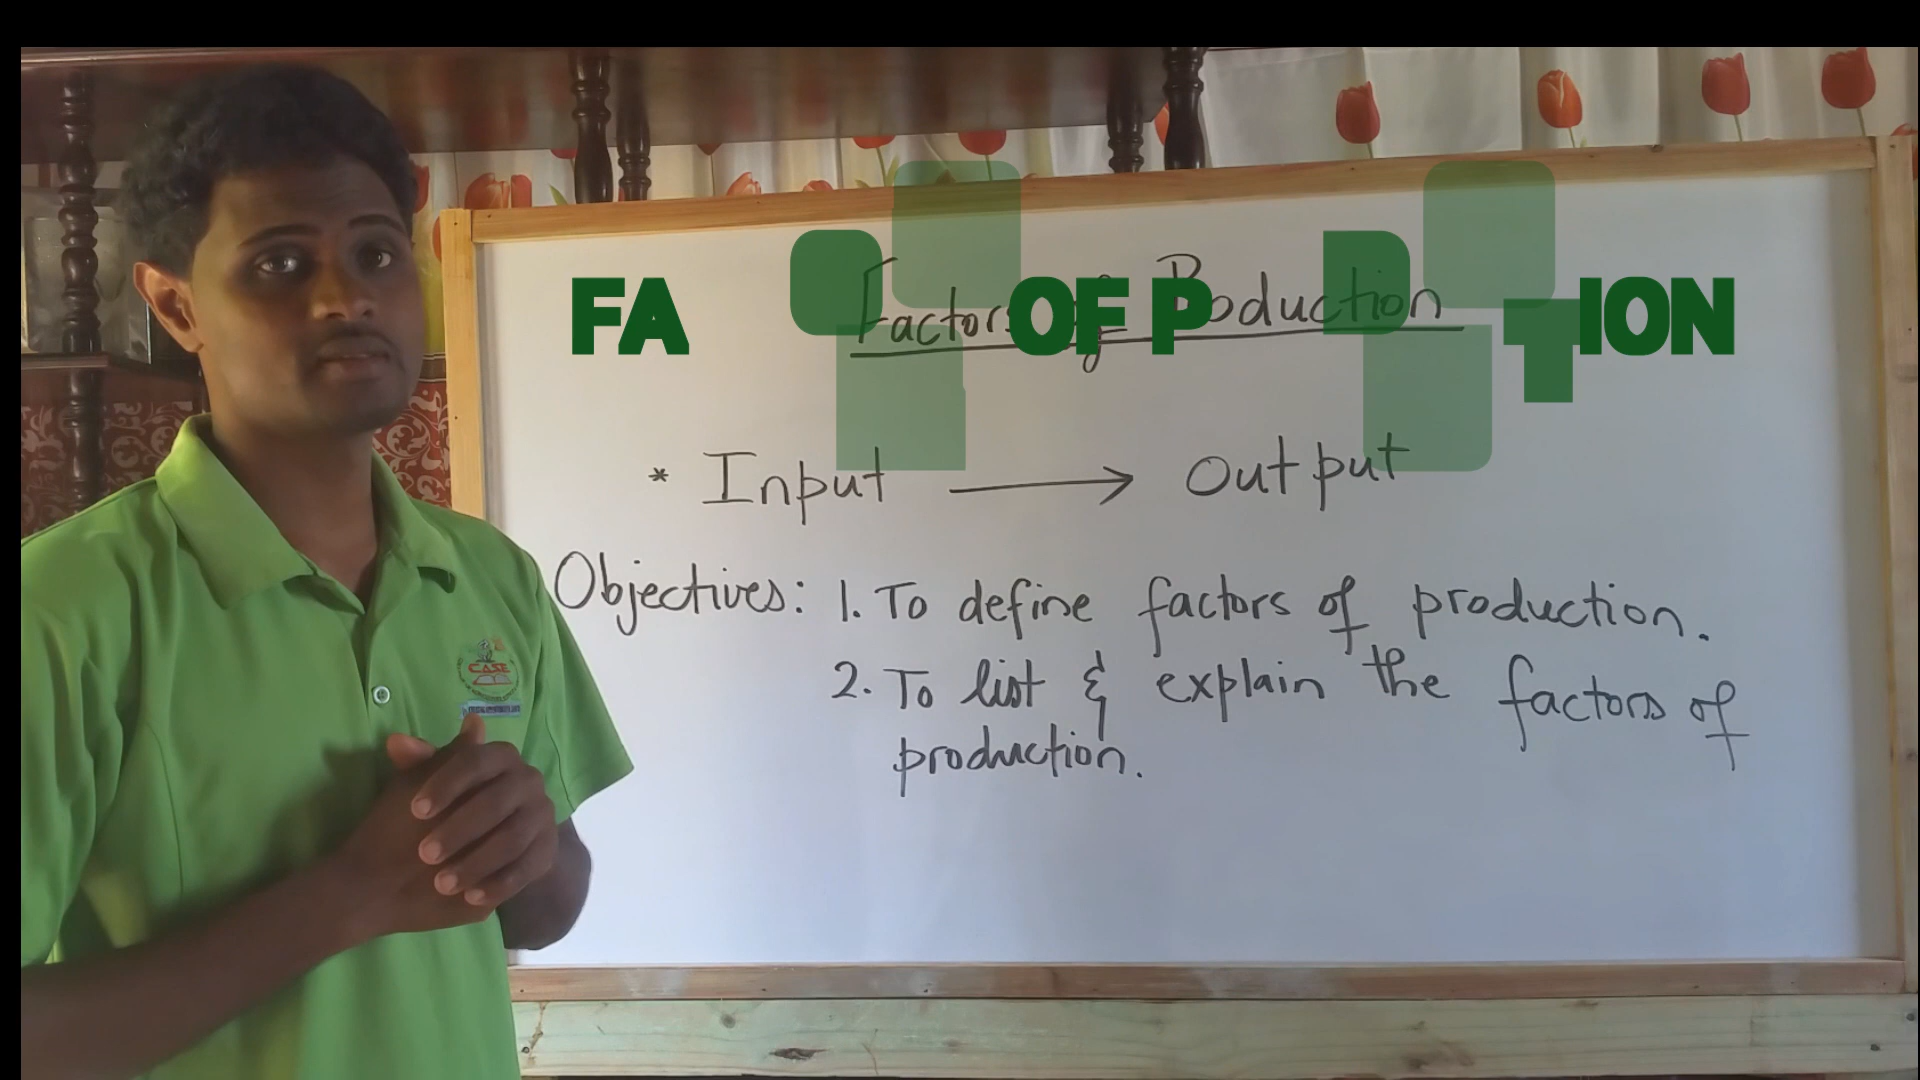 FA OF P TION
Factors of Production
* Input → Output
Objectives: 1. To define factors of production.
2. To list & explain the factors of
production.
CASE